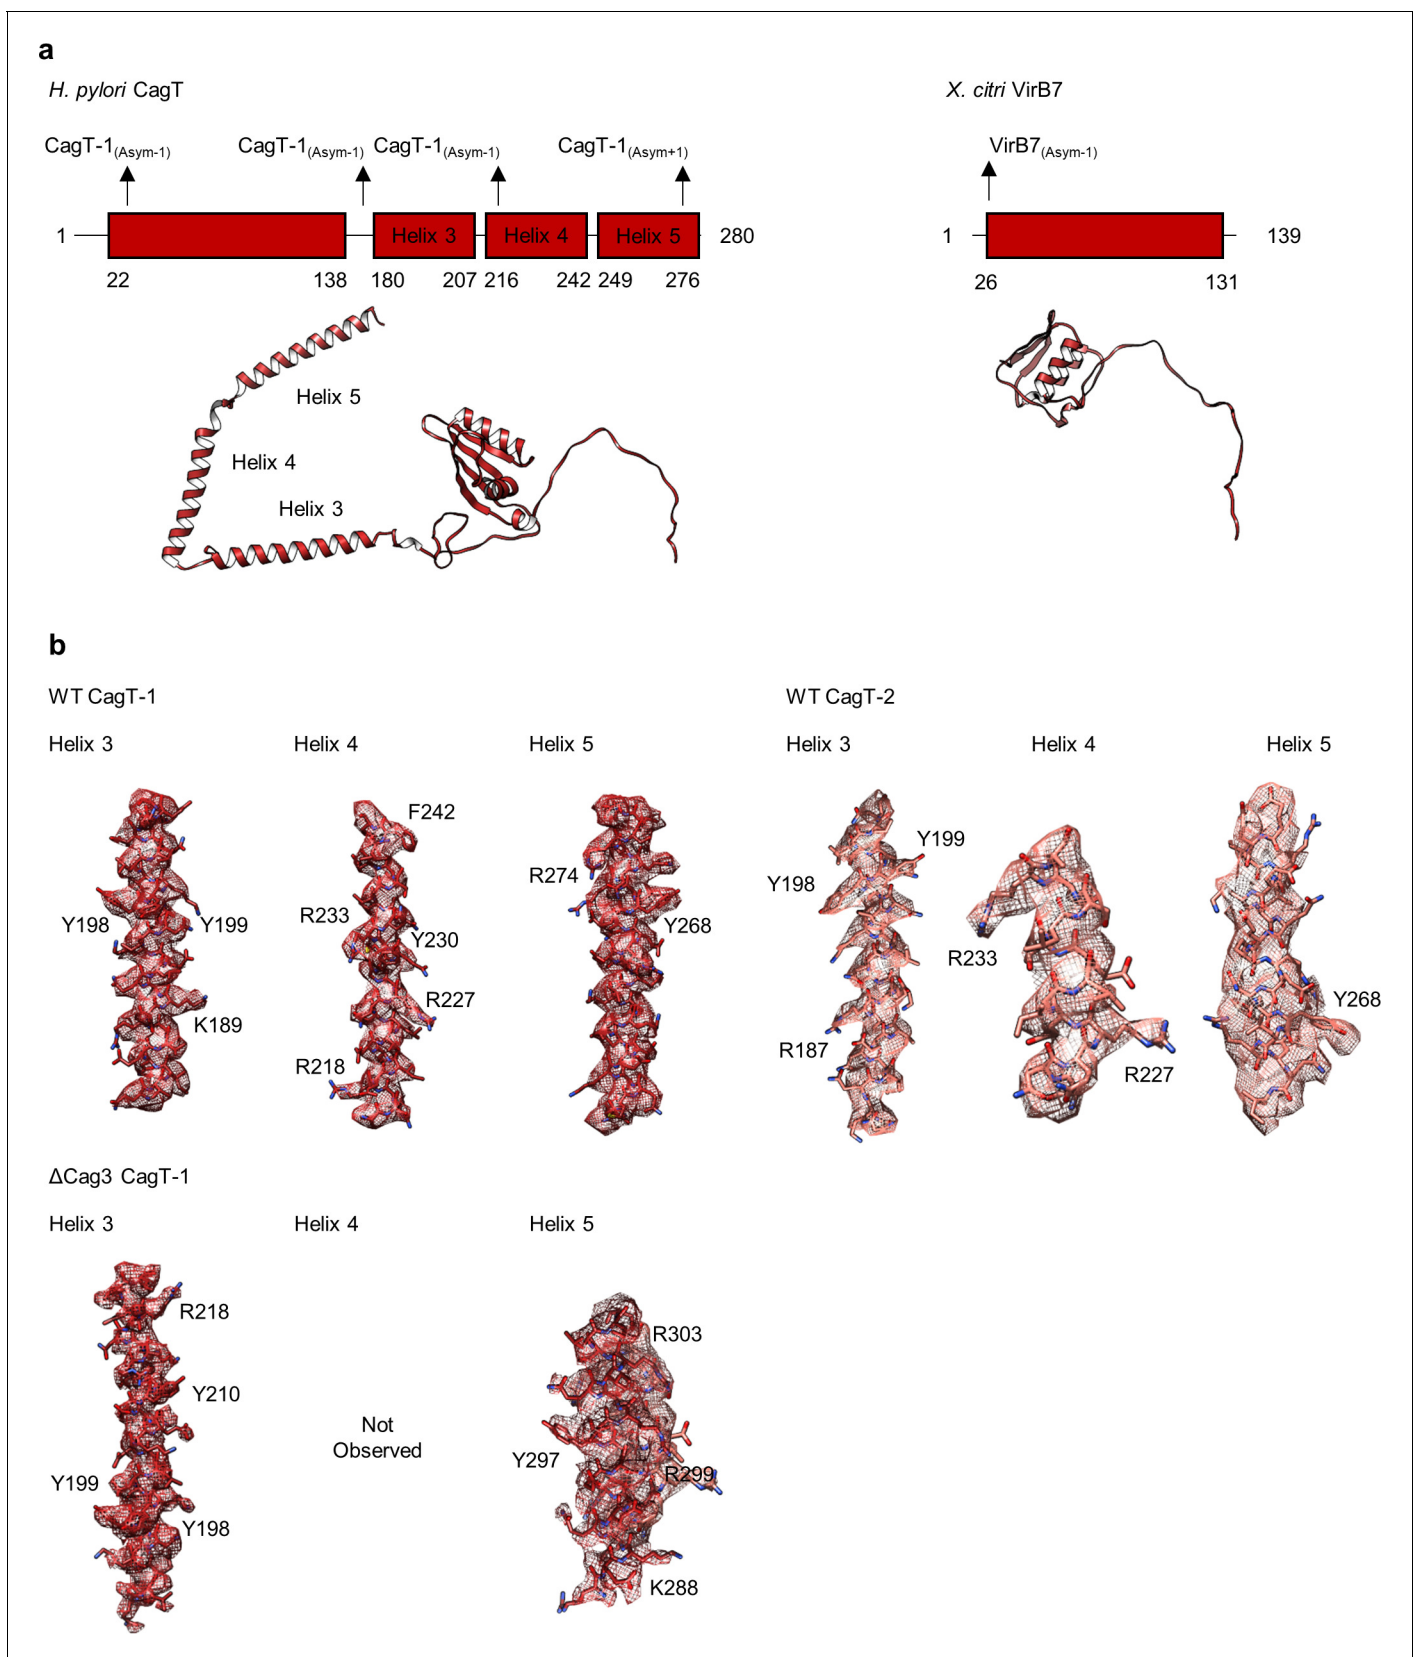 a
H. pylori CagT
X. citri VirB7
CagT-1(Asym-1) CagT-1(Asym-1) CagT-1(Asym-1) CagT-1(Asym+1)
VirB7(Asym-1)
1 Helix 3 Helix 4 Helix 5 280
1 139
22 138 180 207 216 242 249 276
26 131
Helix 5
Helix 4
Helix 3
b
WT CagT-1
WT CagT-2
Helix 3 Helix 4 Helix 5
Helix 3 Helix 4 Helix 5
Y198
Y199
K189
F242
R233
Y230
R227
R218
R274
Y268
Y199
Y198
R187
R233
R227
Y268
ΔCag3 CagT-1
Helix 3 Helix 4 Helix 5
R218
Y210
Y199
Y198
Not
Observed
R303
Y297
R299
K288